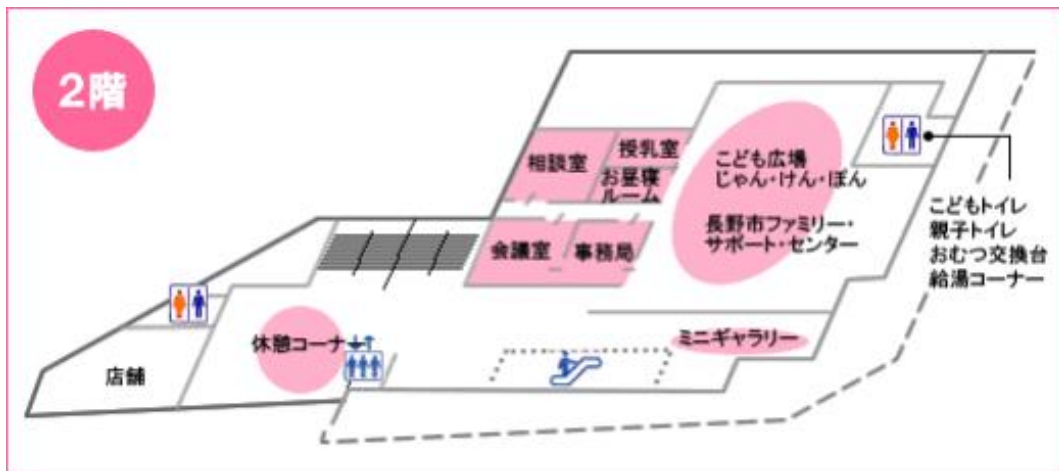 2階
相談室
授乳室
お昼寝
ルーム
こども広場
じゃん・けん・ぽん
長野市ファミリー・
サポート・センター
こどもトイレ
親子トイレ
おむつ交換台
給湯コーナー
会議室
事務局
休憩コーナー
ミニギャラリー
店舗